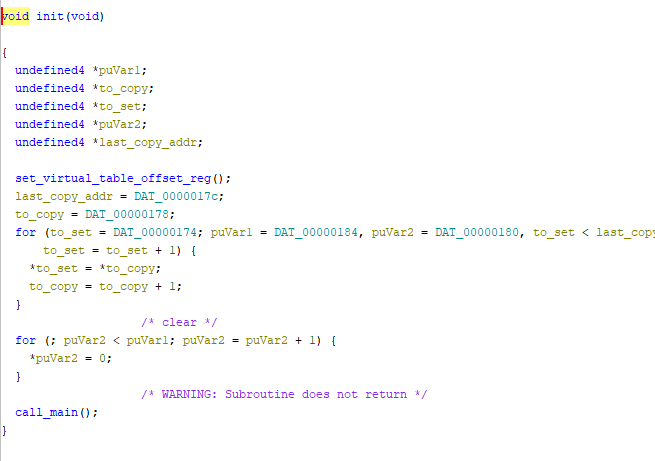 void init(void)
{
undefined4 *puVar1;
undefined4 *to_copy;
undefined4 *to_set;
undefined4 *puVar2;
undefined4 *last_copy_addr;
set_virtual_table_offset_reg();
last_copy_addr = DAT_0000017c;
to_copy = DAT_00000178;
for (to_set = DAT_00000174; puVar1 = DAT_00000184, puVar2 = DAT_00000180, to_set < last_copy
to_set = to_set + 1) {
*to_set = *to_copy;
to_copy = to_copy + 1;
}
/* clear */
for (; puVar2 < puVar1; puVar2 = puVar2 + 1) {
*puVar2 = 0;
}
/* WARNING: Subroutine does not return */
call_main();
}